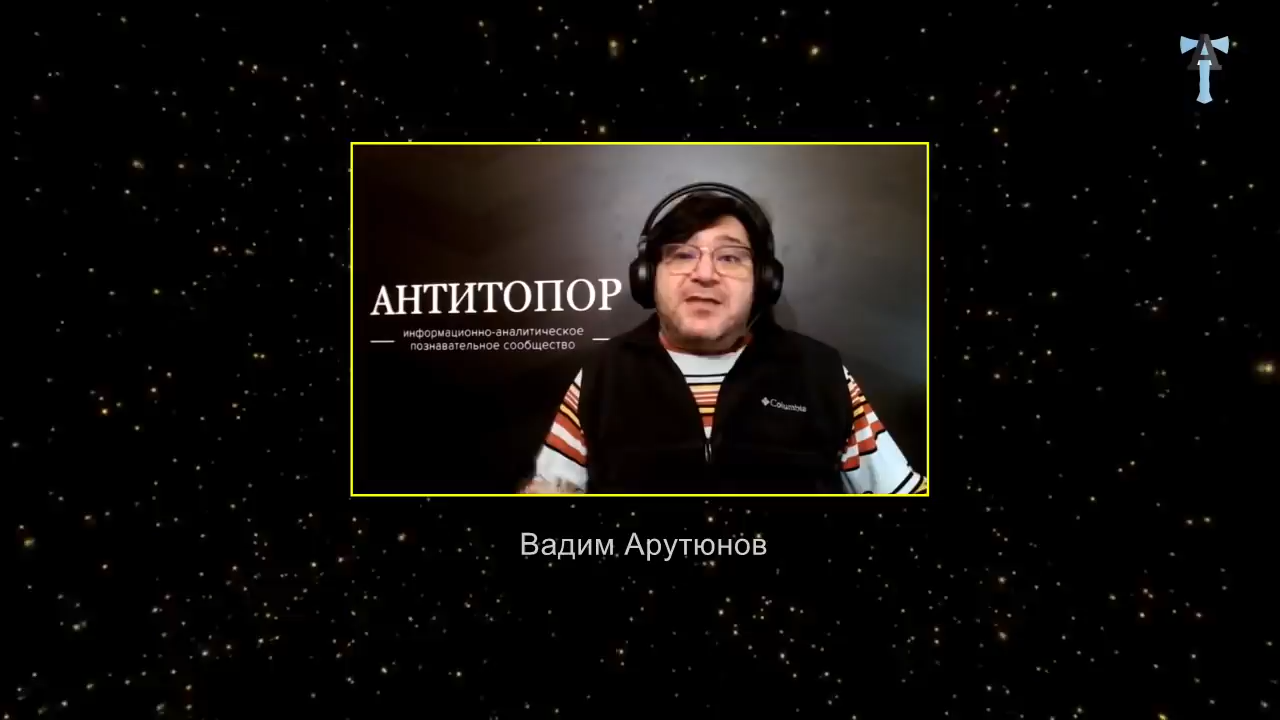 А
АНТИТОПОР
информационно-аналитическое
познавательное сообщество
Columbia
Вадим Арутюнов